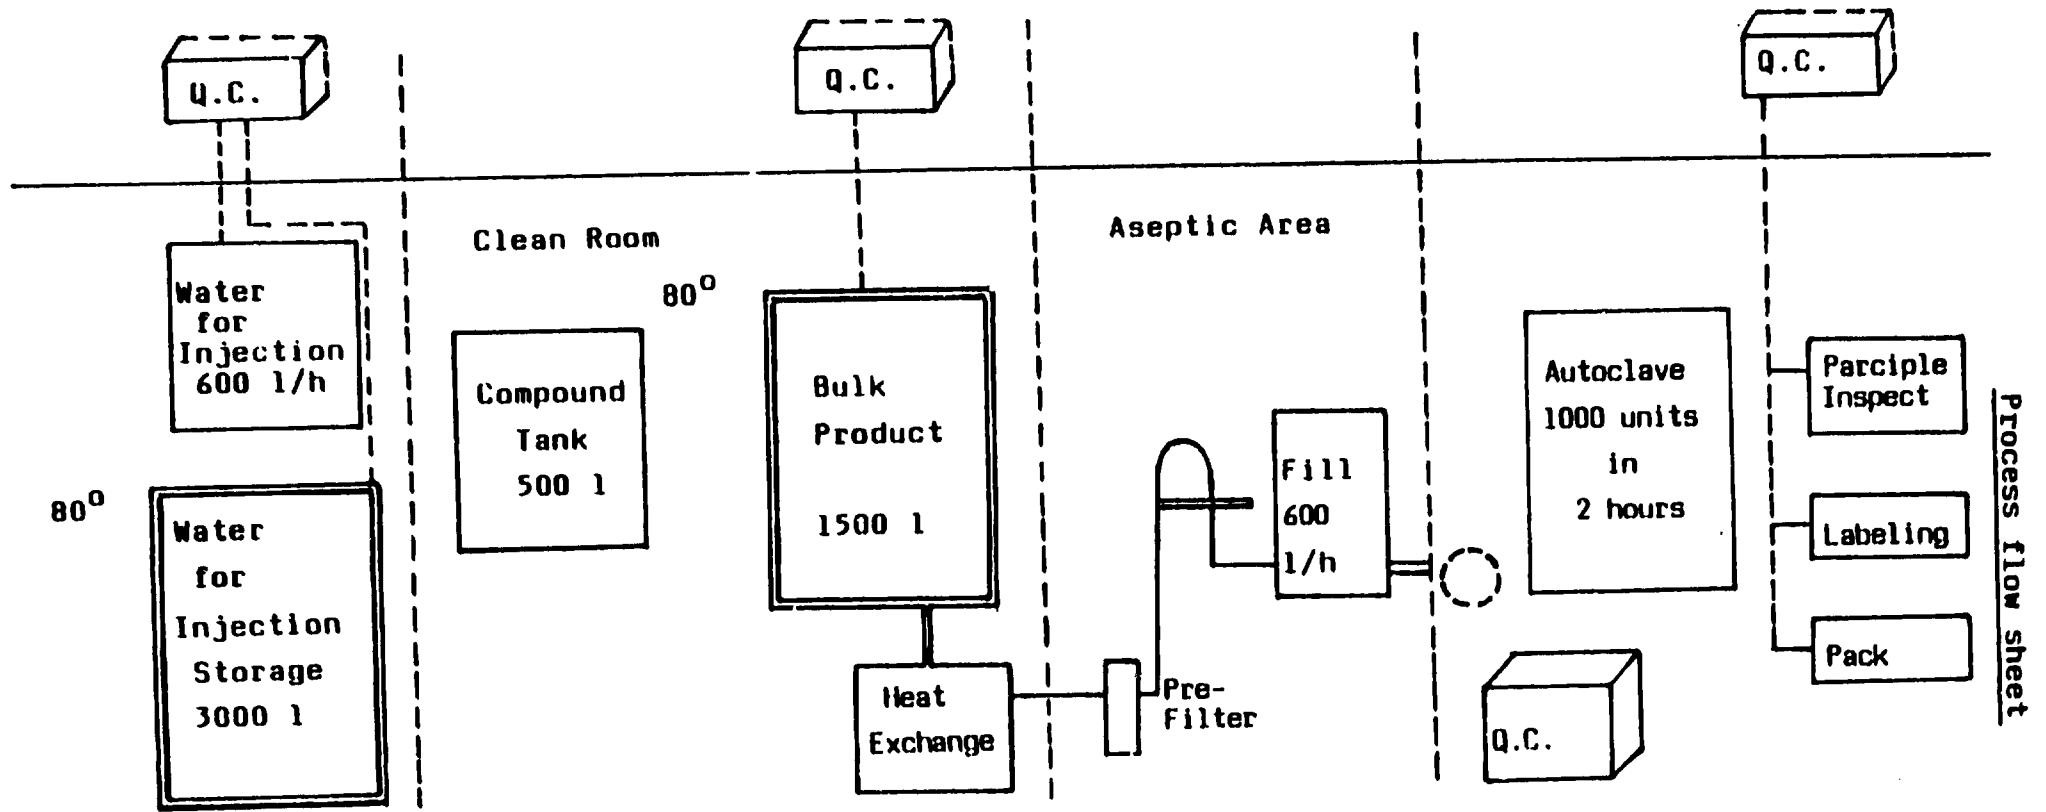 Q.C.
Q.C.
Q.C.
Clean Room
Aseptic Area
Water
for
Injection
600 l/h
80°
Water
for
Injection
Storage
3000 l
Compound
Tank
500 l
80°
Bulk
Product
1500 l
Heat
Exchange
Pre-
Filter
Fill
600
l/h
Autoclave
1000 units
in
2 hours
Q.C.
Parciple
Inspect
Labeling
Pack
Process flow sheet